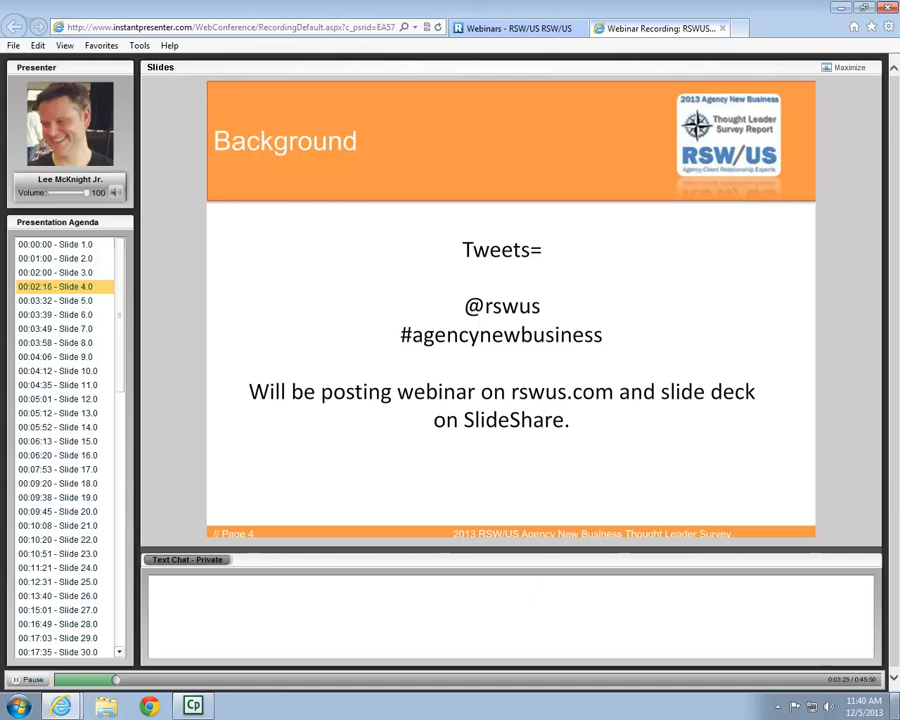 http://www.instantpresenter.com/WebConference/RecordingDefault.aspx?c_psrid=EA57
Webinars - RSW/US RSW/US
Webinar Recording: RSWUS...
File Edit View Favorites Tools Help
Presenter
Slides
Maximize
Lee McKnight Jr.
Volume: 100
Presentation Agenda
00:00:00 - Slide 1.0
00:01:00 - Slide 2.0
00:02:00 - Slide 3.0
00:02:16 - Slide 4.0
00:03:32 - Slide 5.0
00:03:39 - Slide 6.0
00:03:49 - Slide 7.0
00:03:58 - Slide 8.0
00:04:06 - Slide 9.0
00:04:12 - Slide 10.0
00:04:35 - Slide 11.0
00:05:01 - Slide 12.0
00:05:12 - Slide 13.0
00:05:52 - Slide 14.0
00:06:13 - Slide 15.0
00:06:20 - Slide 16.0
00:07:53 - Slide 17.0
00:09:20 - Slide 18.0
00:09:38 - Slide 19.0
00:09:45 - Slide 20.0
00:10:08 - Slide 21.0
00:10:20 - Slide 22.0
00:10:51 - Slide 23.0
00:11:21 - Slide 24.0
00:12:31 - Slide 25.0
00:13:40 - Slide 26.0
00:15:01 - Slide 27.0
00:16:49 - Slide 28.0
00:17:03 - Slide 29.0
00:17:35 - Slide 30.0
Background
2013 Agency New Business
Thought Leader
Survey Report
RSW/US
Agency-Client Relationship Experts
Tweets=
@rswus
#agencynewbusiness
Will be posting webinar on rswus.com and slide deck
on SlideShare.
// Page 4
2013 RSW/US Agency New Business Thought Leader Survey
Text Chat - Private
Pause
0:03:25 / 0:45:50
Cp
11:40 AM
12/5/2013